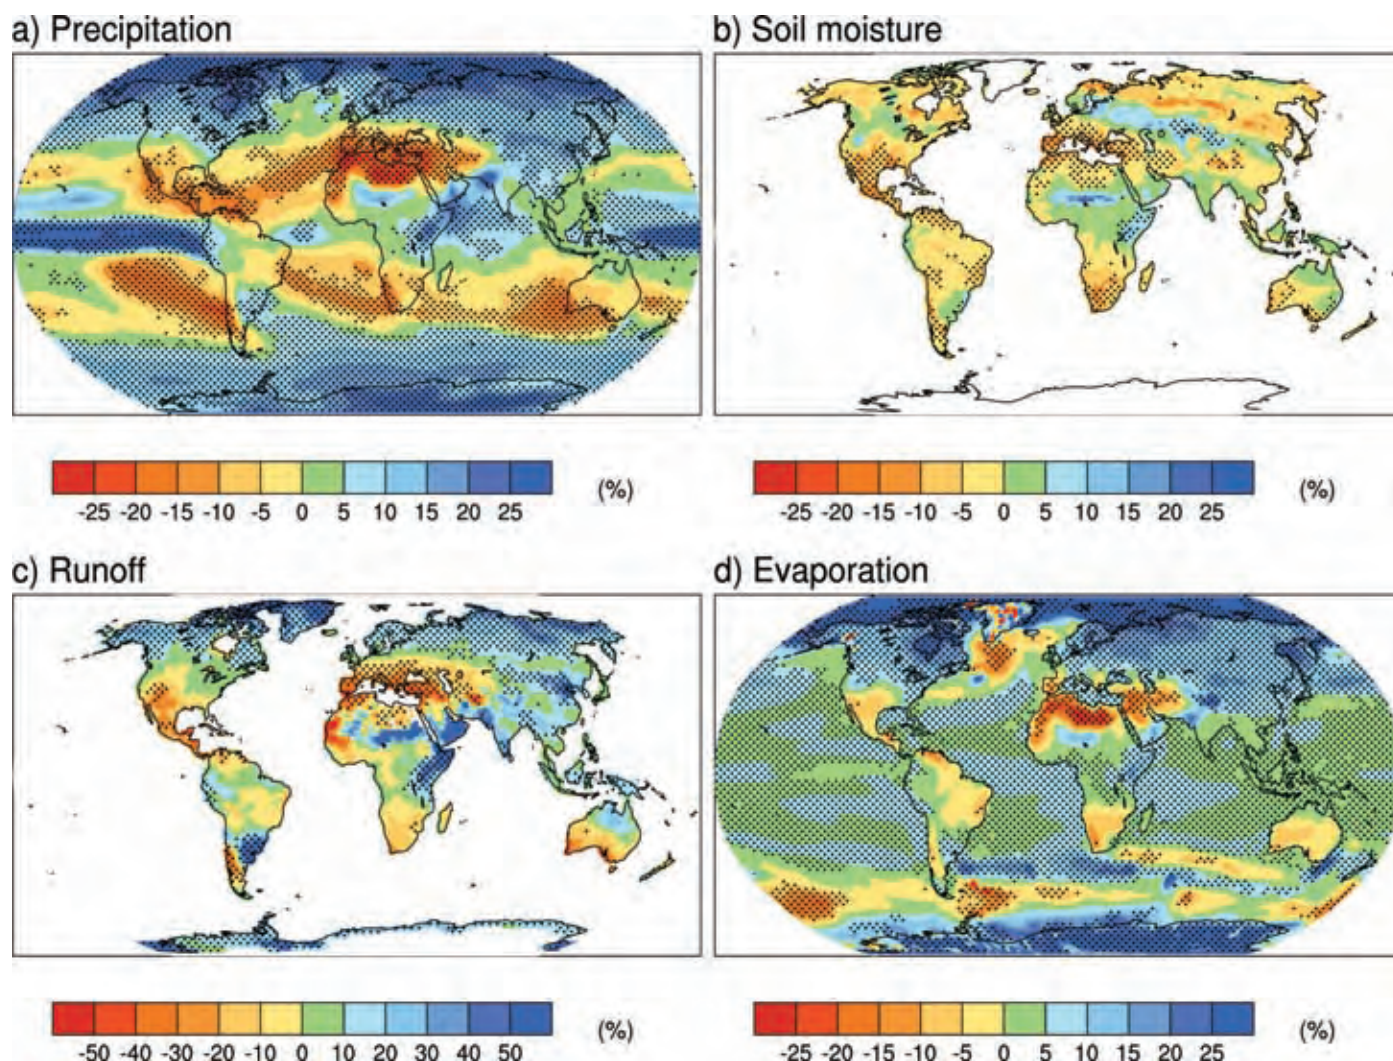 a) Precipitation
b) Soil moisture
-25 -20 -15 -10 -5 0 5 10 15 20 25 (%)
-25 -20 -15 -10 -5 0 5 10 15 20 25 (%)
c) Runoff
d) Evaporation
-50 -40 -30 -20 -10 0 10 20 30 40 50 (%)
-25 -20 -15 -10 -5 0 5 10 15 20 25 (%)